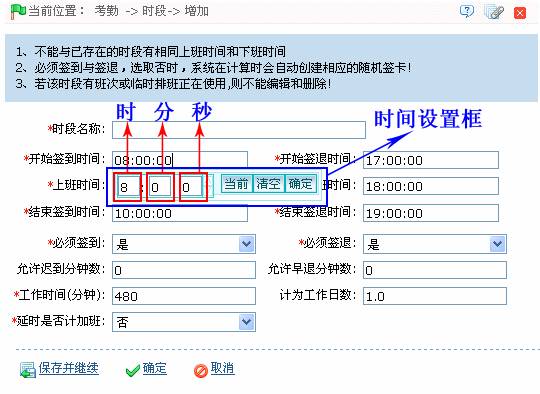 当前位置： 考勤 -> 时段-> 增加
1、不能与已存在的时段有相同上班时间和下班时间
2、必须签到与签退，选取否时，系统在计算时会自动创建相应的随机签卡！
3、若该时段有班次或临时排班正在使用,则不能编辑和删除！
时 分 秒 时间设置框
*时段名称：
*开始签到时间： 08:00:00 *开始签退时间： 17:00:00
*上班时间： 8 : 0 : 0 当前 清空 确定 班时间： 18:00:00
*结束签到时间： 10:00:00 *结束签退时间： 19:00:00
*必须签到： 是 *必须签退： 是
允许迟到分钟数： 0 允许早退分钟数： 0
*工作时间(分钟)： 480 计为工作日数： 1.0
*延时是否计加班： 否
保存并继续 确定 取消